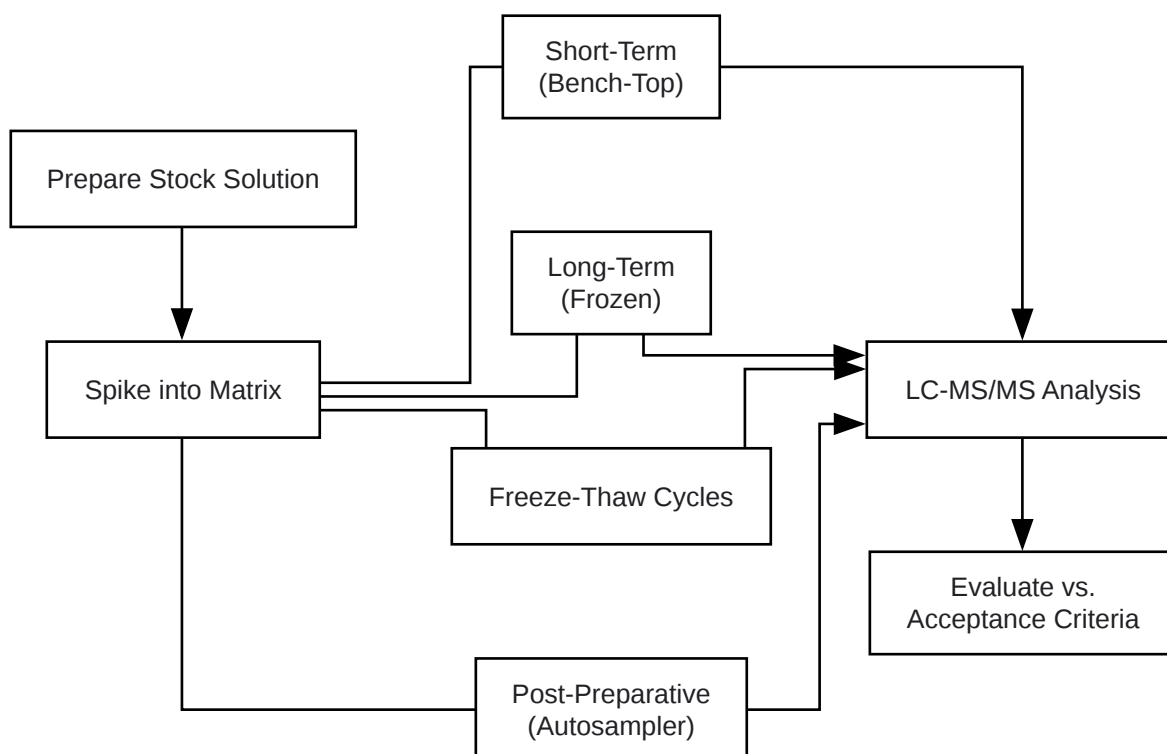 Short-Term
(Bench-Top)
Prepare Stock Solution
Long-Term
(Frozen)
Spike into Matrix
LC-MS/MS Analysis
Freeze-Thaw Cycles
Evaluate vs.
Acceptance Criteria
Post-Preparative
(Autosampler)